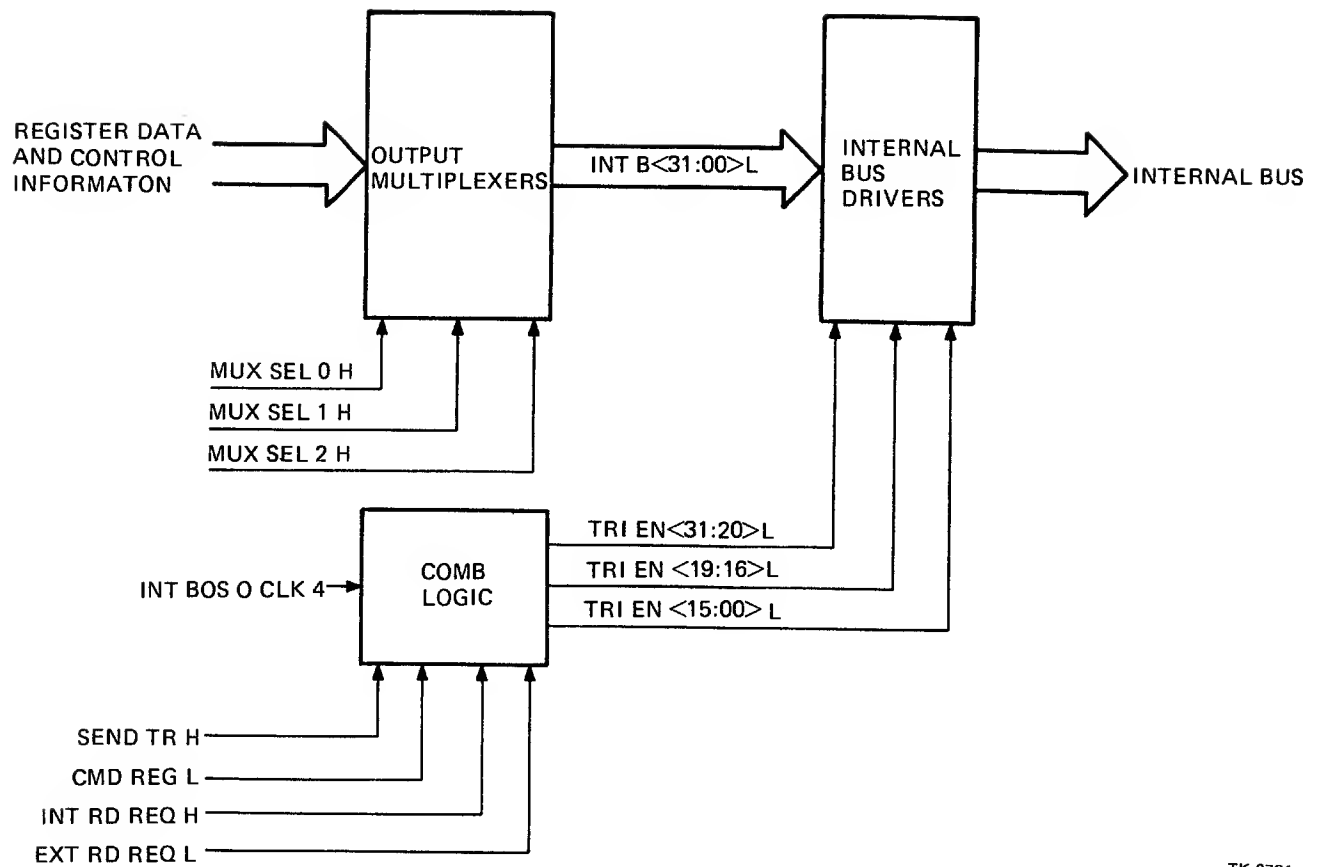 REGISTER DATA
AND CONTROL
INFORMATON
OUTPUT
MULTIPLEXERS
INT B<31:00>L
INTERNAL
BUS
DRIVERS
INTERNAL BUS
MUX SEL 0 H
MUX SEL 1 H
MUX SEL 2 H
INT BOS O CLK 4
COMB
LOGIC
TRI EN<31:20>L
TRI EN <19:16>L
TRI EN <15:00> L
SEND TR H
CMD REG L
INT RD REQ H
EXT RD REQ L